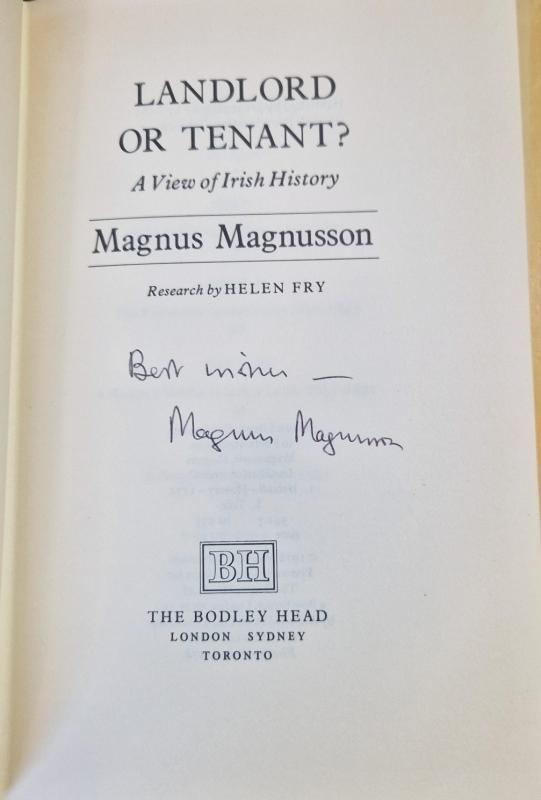 LANDLORD
OR TENANT?
A View of Irish History
Magnus Magnusson
Research by HELEN FRY
Best wishes —
Magnus Magnusson
BH
THE BODLEY HEAD
LONDON SYDNEY
TORONTO